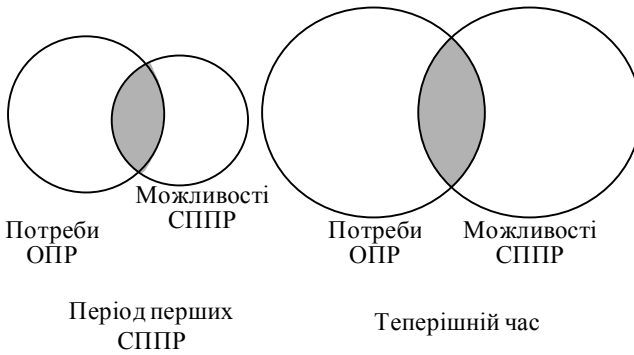 Потреби
ОПР
Можливості
СППР
Потреби
ОПР
Можливості
СППР
Період перших
СППР
Теперішній час